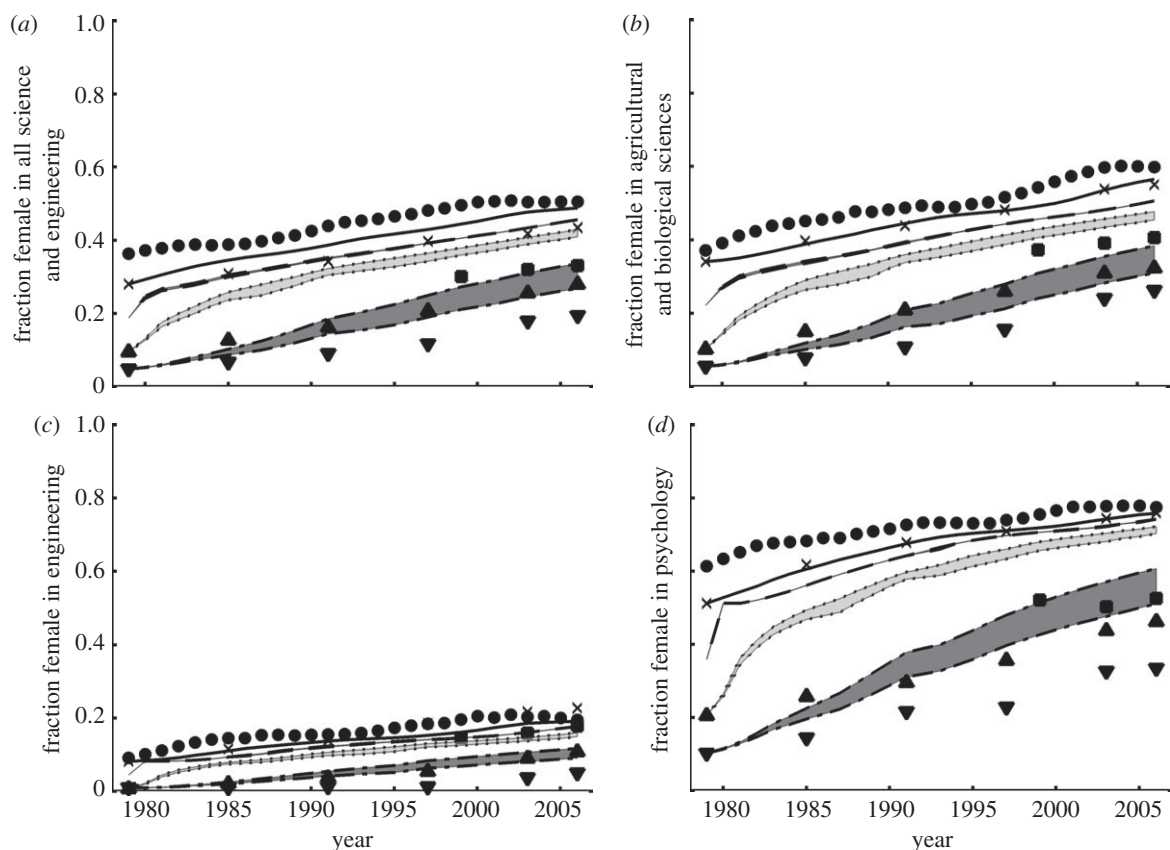 (a)
fraction female in all science
and engineering
1.0
0.8
0.6
0.4
0.2
0
(b)
fraction female in agricultural
and biological sciences
(c)
fraction female in engineering
1.0
0.8
0.6
0.4
0.2
0
1980 1985 1990 1995 2000 2005
year
(d)
fraction female in psychology
1980 1985 1990 1995 2000 2005
year